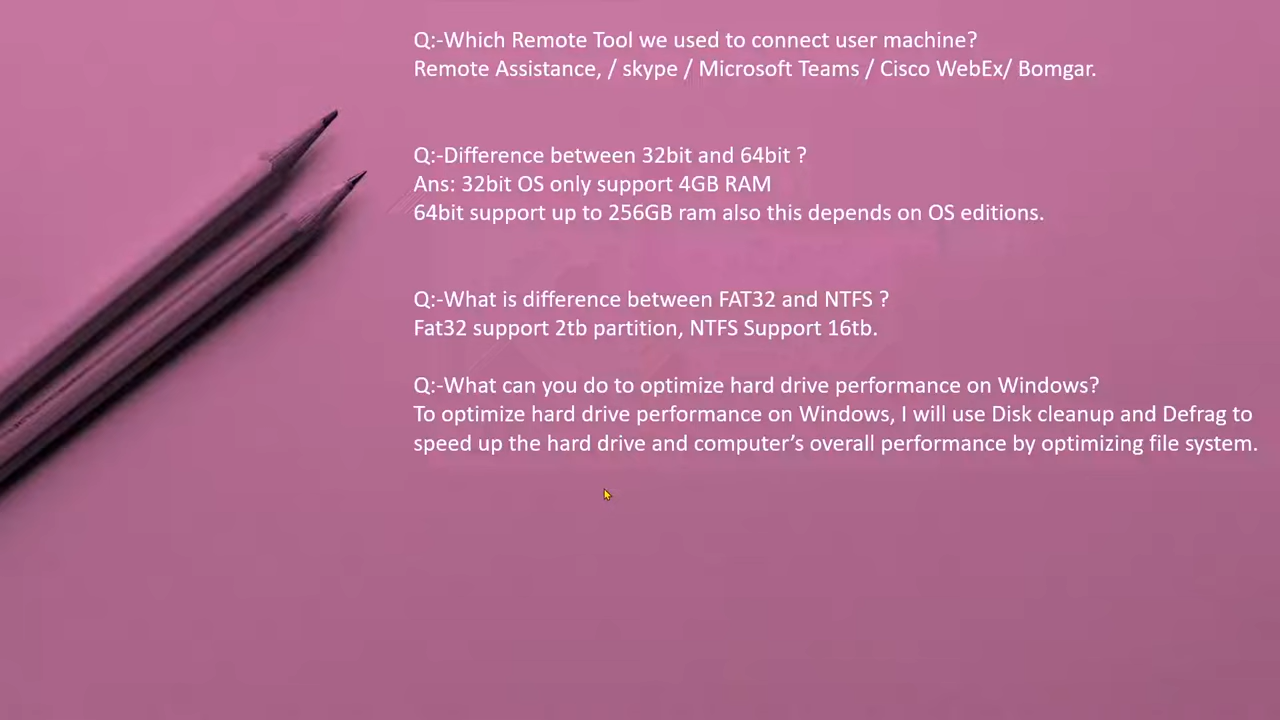 Q:-Which Remote Tool we used to connect user machine?
Remote Assistance, / skype / Microsoft Teams / Cisco WebEx/ Bomgar.
Q:-Difference between 32bit and 64bit ?
Ans: 32bit OS only support 4GB RAM
64bit support up to 256GB ram also this depends on OS editions.
Q:-What is difference between FAT32 and NTFS ?
Fat32 support 2tb partition, NTFS Support 16tb.
Q:-What can you do to optimize hard drive performance on Windows?
To optimize hard drive performance on Windows, I will use Disk cleanup and Defrag to
speed up the hard drive and computer’s overall performance by optimizing file system.